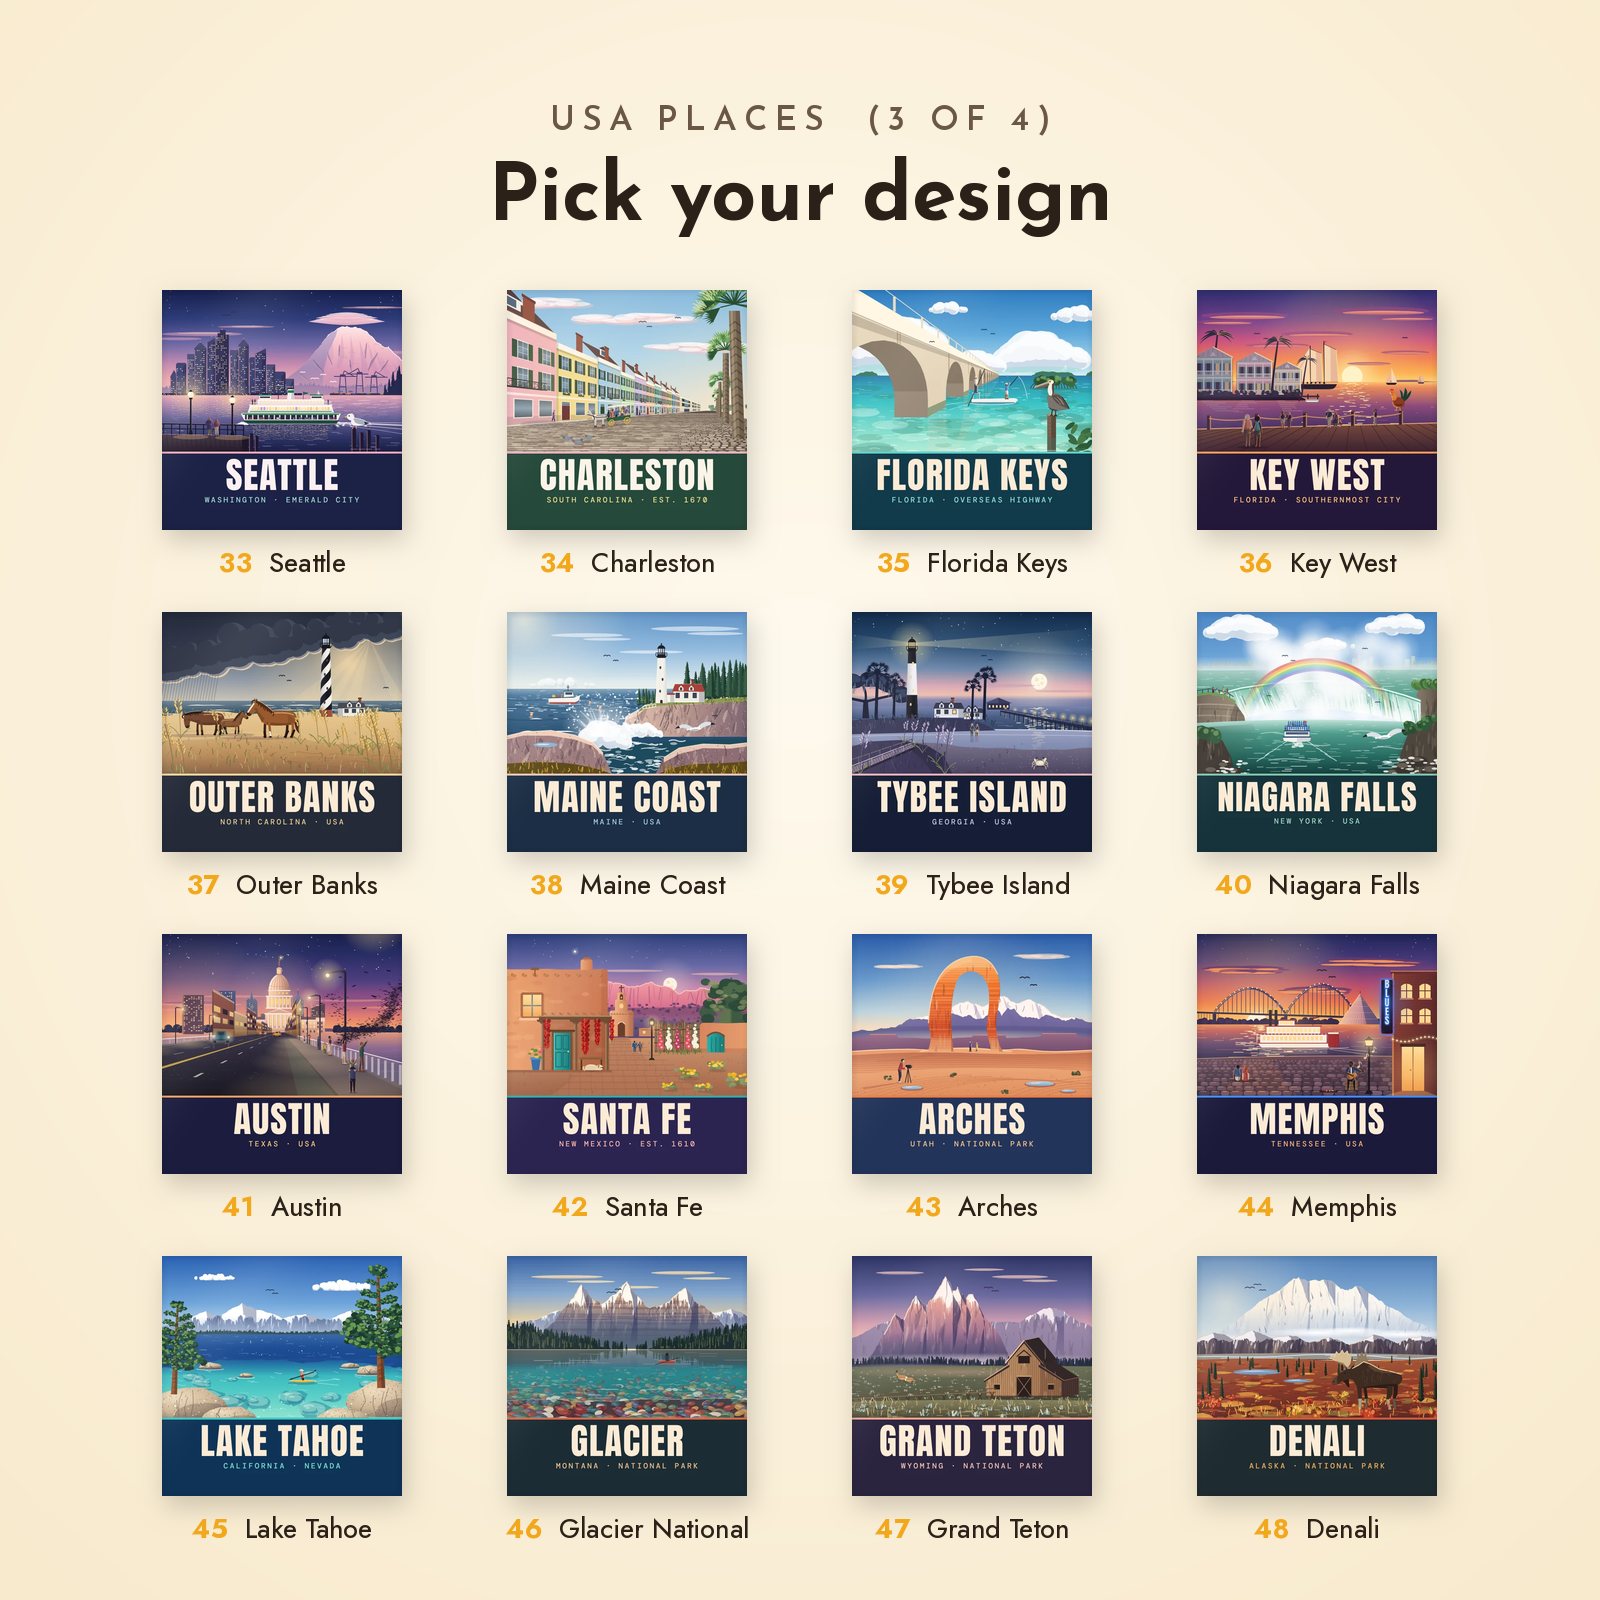 USA PLACES (3 OF 4)
Pick your design
SEATTLE
WASHINGTON · EMERALD CITY
33 Seattle
CHARLESTON
SOUTH CAROLINA · EST. 1670
34 Charleston
FLORIDA KEYS
FLORIDA · OVERSEAS HIGHWAY
35 Florida Keys
KEY WEST
FLORIDA · SOUTHERNMOST CITY
36 Key West
OUTER BANKS
NORTH CAROLINA · USA
37 Outer Banks
MAINE COAST
MAINE · USA
38 Maine Coast
TYBEE ISLAND
GEORGIA · USA
39 Tybee Island
NIAGARA FALLS
NEW YORK · USA
40 Niagara Falls
AUSTIN
TEXAS · USA
41 Austin
SANTA FE
NEW MEXICO · EST. 1610
42 Santa Fe
ARCHES
UTAH · NATIONAL PARK
43 Arches
BLUES
MEMPHIS
TENNESSEE · USA
44 Memphis
LAKE TAHOE
CALIFORNIA · NEVADA
45 Lake Tahoe
GLACIER
MONTANA · NATIONAL PARK
46 Glacier National
GRAND TETON
WYOMING · NATIONAL PARK
47 Grand Teton
DENALI
ALASKA · NATIONAL PARK
48 Denali